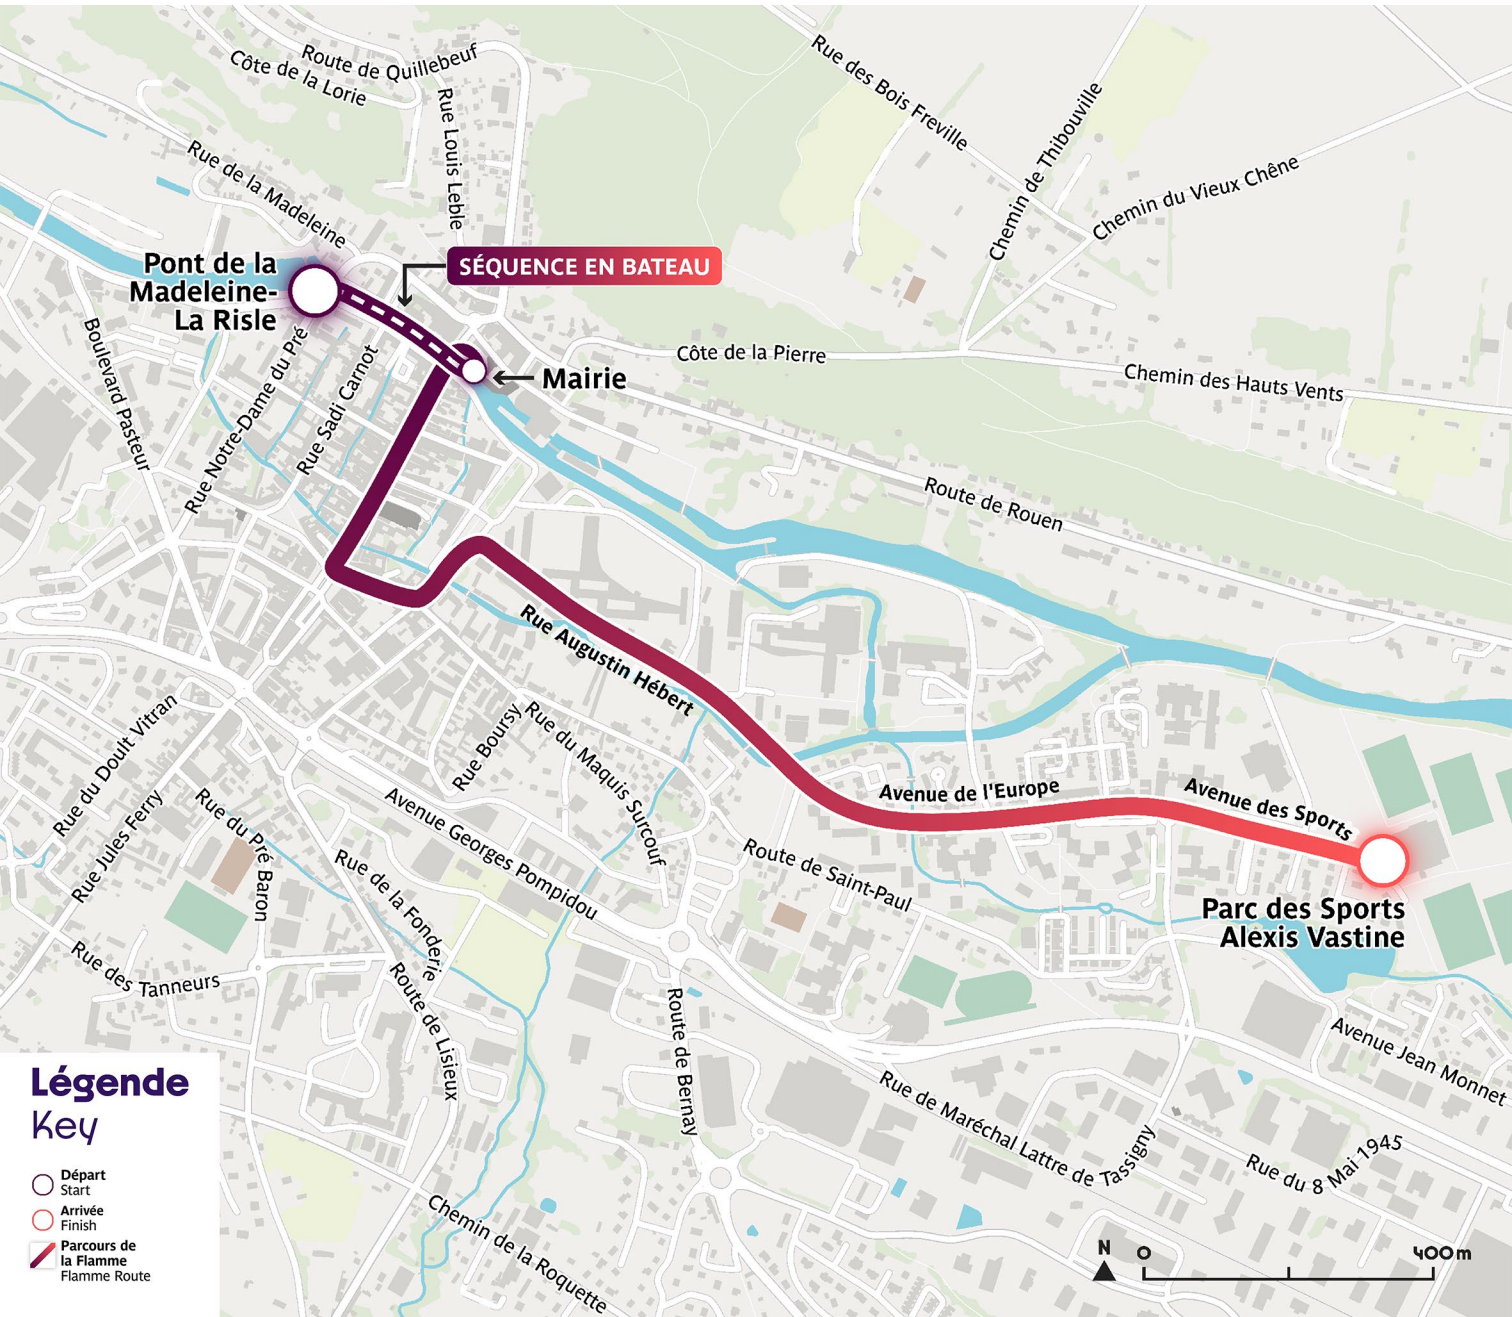 Route de Quillebeuf
Côte de la Lorie
Rue Louis Leble
Rue des Bois Freville
Chemin de Thibouville
Chemin du Vieux Chêne
Rue de la Madeleine
Pont de la
Madeleine-
La Risle
SÉQUENCE EN BATEAU
Mairie
Côte de la Pierre
Chemin des Hauts Vents
Boulevard Pasteur
Rue Notre-Dame du Pré
Rue Sadi Carnot
Route de Rouen
Rue Augustin Hébert
Rue Boursy
Rue du Maquis Surcouf
Rue du Doult Vitran
Rue Jules Ferry
Rue du Pré Baron
Avenue Georges Pompidou
Rue de la Fonderie
Avenue de l'Europe
Avenue des Sports
Route de Saint-Paul
Parc des Sports
Alexis Vastine
Rue des Tanneurs
Route de Lisieux
Route de Bernay
Avenue Jean Monnet
Rue de Maréchal Lattre de Tassigny
Rue du 8 Mai 1945
Chemin de la Roquette
Légende
Key
Départ
Start
Arrivée
Finish
Parcours de
la Flamme
Flamme Route
N 0 400m